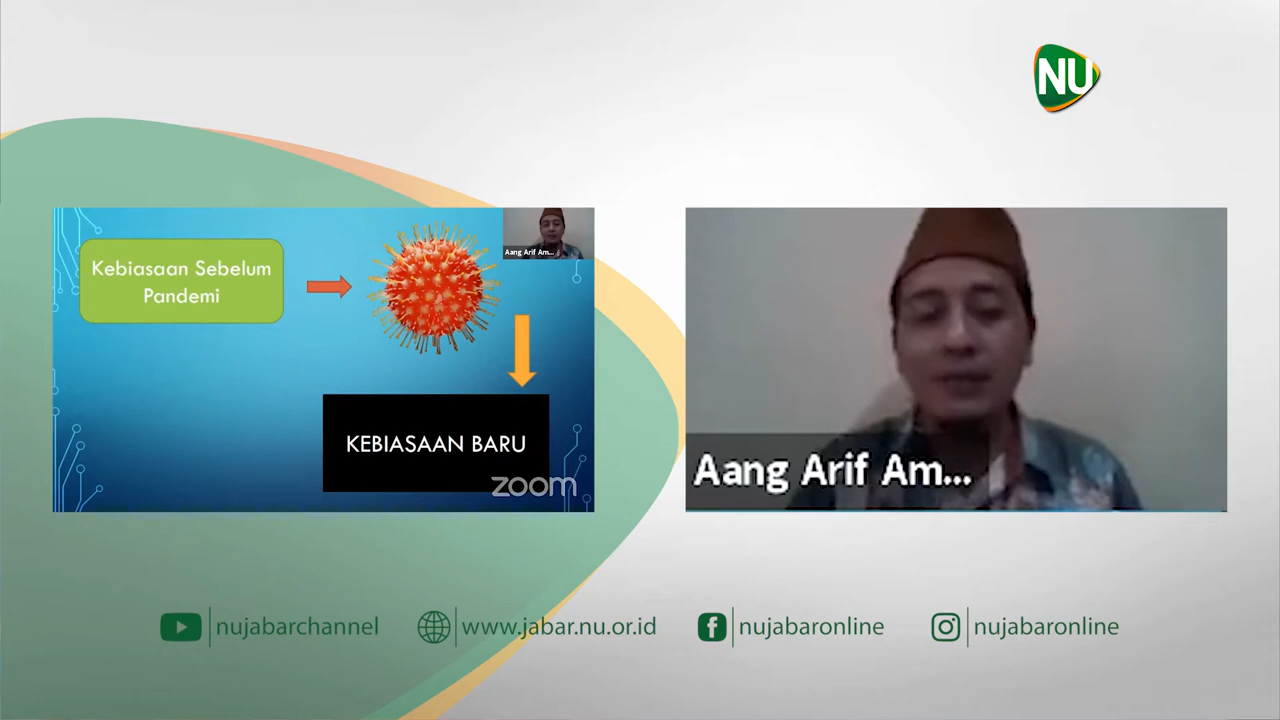 NU
Kebiasaan Sebelum
Pandemi
Aang Arif Am...
KEBIASAAN BARU
zoom
Aang Arif Am...
nujabarchannel
www.jabar.nu.or.id
nujabaronline
nujabaronline